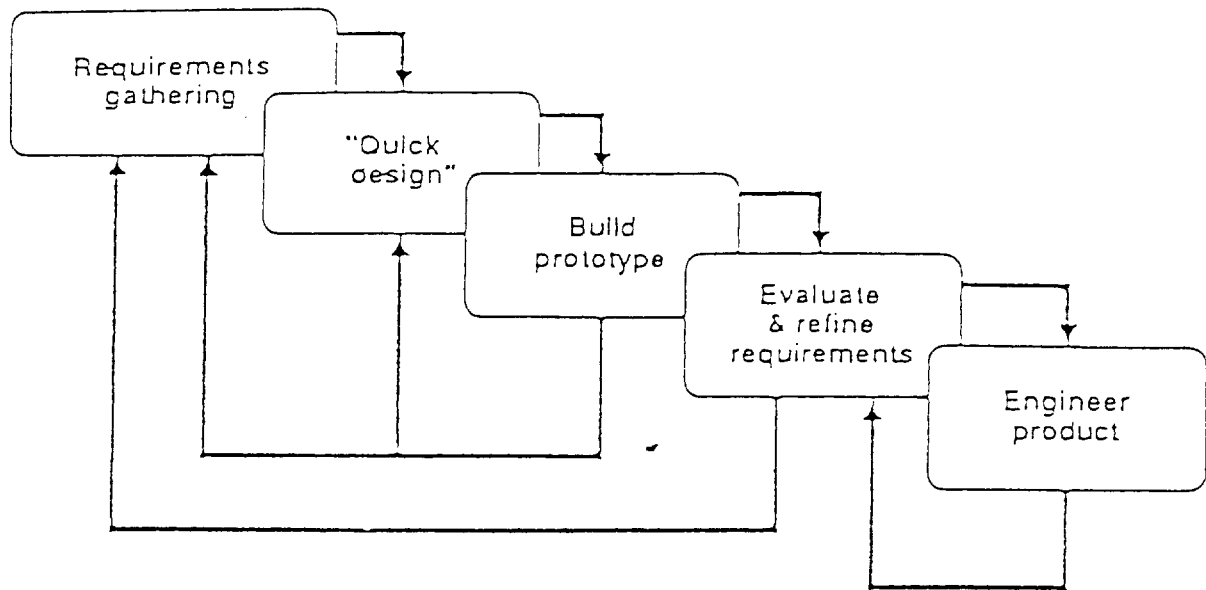 Requirements
gathering
"Quick
design"
Build
prototype
Evaluate
& refine
requirements
Engineer
product